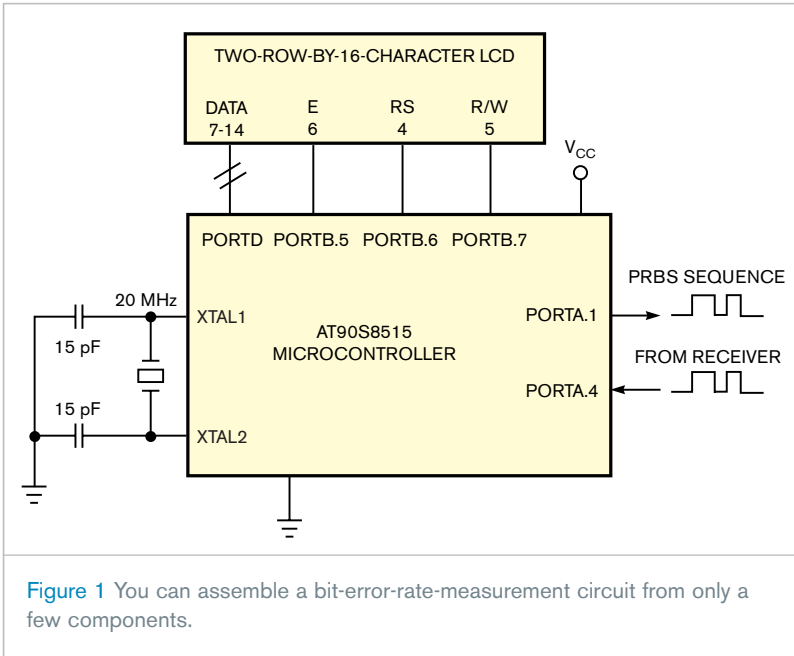 TWO-ROW-BY-16-CHARACTER LCD
DATA E RS R/W
7-14 6 4 5
VCC
PORTD PORTB.5 PORTB.6 PORTB.7
20 MHz
XTAL1
15 pF
AT90S8515
MICROCONTROLLER
15 pF
XTAL2
PORTA.1
PRBS SEQUENCE
FROM RECEIVER
PORTA.4
Figure 1 You can assemble a bit-error-rate-measurement circuit from only a
few components.